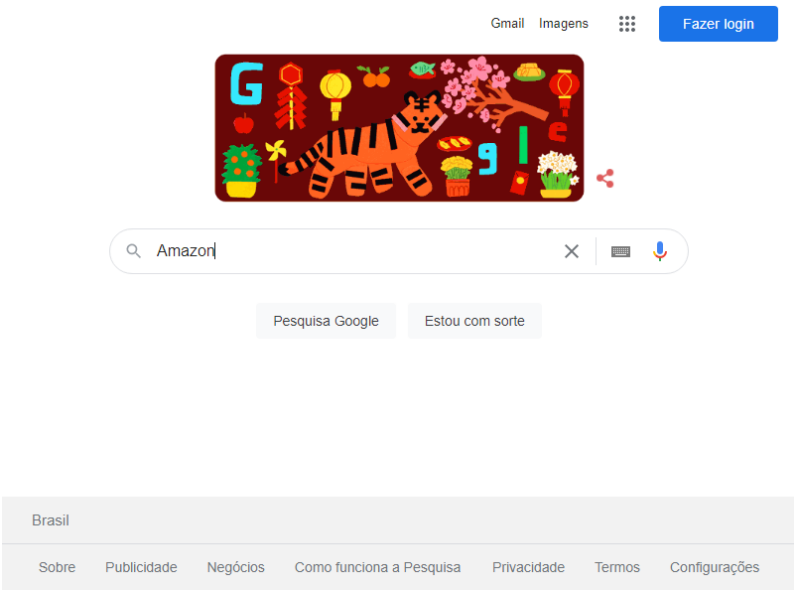 Gmail Imagens Fazer login
G g l e
Amazon
Pesquisa Google Estou com sorte
Brasil
Sobre Publicidade Negócios Como funciona a Pesquisa Privacidade Termos Configurações